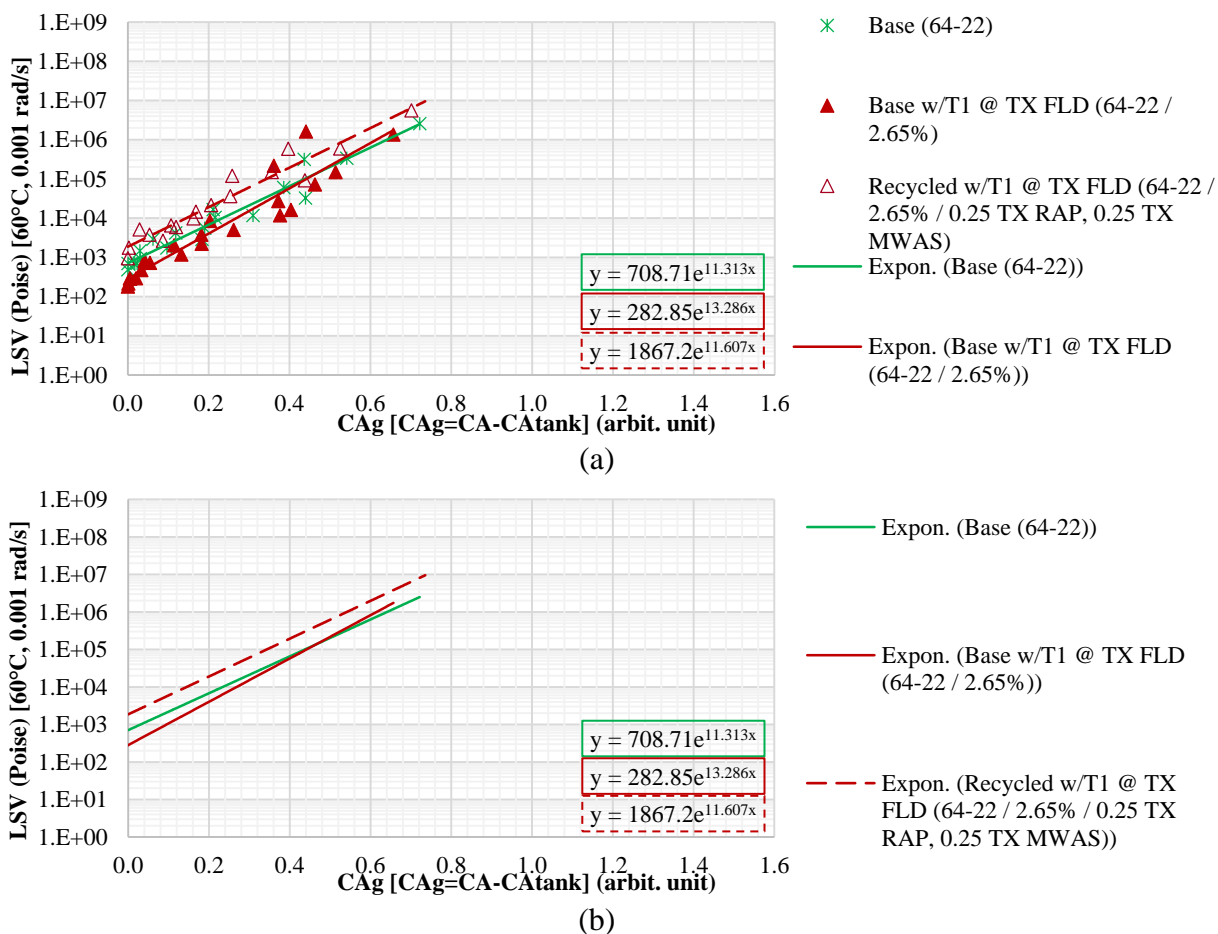 1.E+09
1.E+08
1.E+07
1.E+06
1.E+05
1.E+04
1.E+03
1.E+02
1.E+01
1.E+00
LSV (Poise) [60°C, 0.001 rad/s]
0.0 0.2 0.4 0.6 0.8 1.0 1.2 1.4 1.6
CAg [CAg=CA-CAtank] (arbit. unit)
y = 708.71e^11.313x
y = 282.85e^13.286x
y = 1867.2e^11.607x
Base (64-22)
Base w/T1 @ TX FLD (64-22 /
2.65%)
Recycled w/T1 @ TX FLD (64-22 /
2.65% / 0.25 TX RAP, 0.25 TX
MWAS)
Expon. (Base (64-22))
Expon. (Base w/T1 @ TX FLD
(64-22 / 2.65%))
(a)
1.E+09
1.E+08
1.E+07
1.E+06
1.E+05
1.E+04
1.E+03
1.E+02
1.E+01
1.E+00
LSV (Poise) [60°C, 0.001 rad/s]
0.0 0.2 0.4 0.6 0.8 1.0 1.2 1.4 1.6
CAg [CAg=CA-CAtank] (arbit. unit)
y = 708.71e^11.313x
y = 282.85e^13.286x
y = 1867.2e^11.607x
Expon. (Base (64-22))
Expon. (Base w/T1 @ TX FLD
(64-22 / 2.65%))
Expon. (Recycled w/T1 @ TX
FLD (64-22 / 2.65% / 0.25 TX
RAP, 0.25 TX MWAS))
(b)